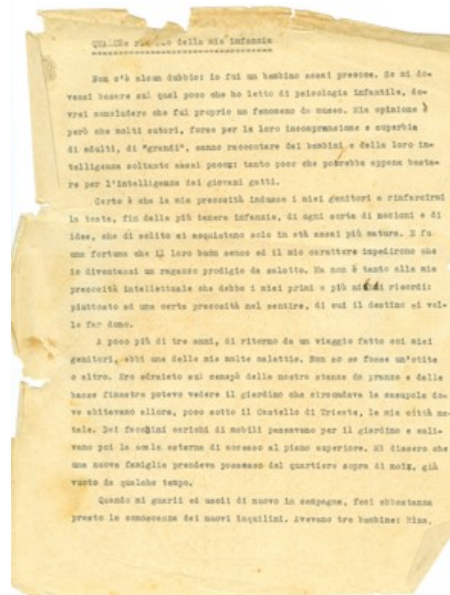 QUALCHE ricordo della mia infanzia
Non c'è alcun dubbio: io fui un bambino assai precoce. Se mi do-
vessi basare sul quel poco che ho letto di psicologia infantile, do-
vrei concludere che fui proprio un fenomeno da museo. Mia opinione è
però che molti autori, forse per la loro incomprensione e superbia
di adulti, di "grandi", sanno raccontare dei bambini e della loro in-
telligenza soltanto assai poco: tanto poco che potrebbe appena basta-
re per l'intelligenza dei giovani gatti.
Certo è che la mia precocità indusse i miei genitori a rinfarcirmi
la testa, fin dalla più tenera infanzia, di ogni sorta di nozioni e di
idee, che di solito si acquistano solo in età assai più matura. E fu
una fortuna che il loro buon senso ed il mio carattere impedirono che
io diventassi un ragazzo prodigio da salotto. Ma non è tanto alla mia
precocità intellettuale che debbo i miei primi e più ricordi:
piuttosto ad una certa precocità nel sentire, di cui il destino mi vol-
le far dono.
A poco più di tre anni, di ritorno da un viaggio fatto coi miei
genitori, ebbi una delle mie molte malattie. Non so se fosse un'otite
o altro. Ero sdraiato sul canapè della nostra stanza da pranzo e dalle
basse finestre potevo vedere il giardino che circondava la casupola do-
ve abitavamo allora, poco sotto il Castello di Trieste, la mia città na-
tale. Dei facchini carichi di mobili passavano per il giardino e sali-
vano poi la scala esterna di accesso al piano superiore. Mi dissero che
una nuova famiglia prendeva possesso del quartiere sopra di noi, già
vuoto da qualche tempo.
Quando mi guarii ed uscii di nuovo in campagna, feci abbastanza
presto la conoscenza dei nuovi inquilini. Avevano tre bambine: